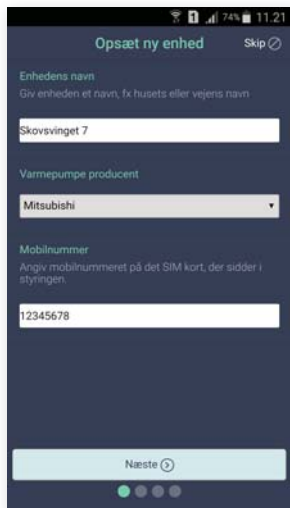 74% 11.21
Opsæt ny enhed
Skip
Enhedens navn
Giv enheden et navn, fx husets eller vejens navn
Skovsvinget 7
Varmepumpe producent
Mitsubishi
Mobilnummer
Angiv mobilnummeret på det SIM kort, der sidder i
styringen.
12345678
Næste